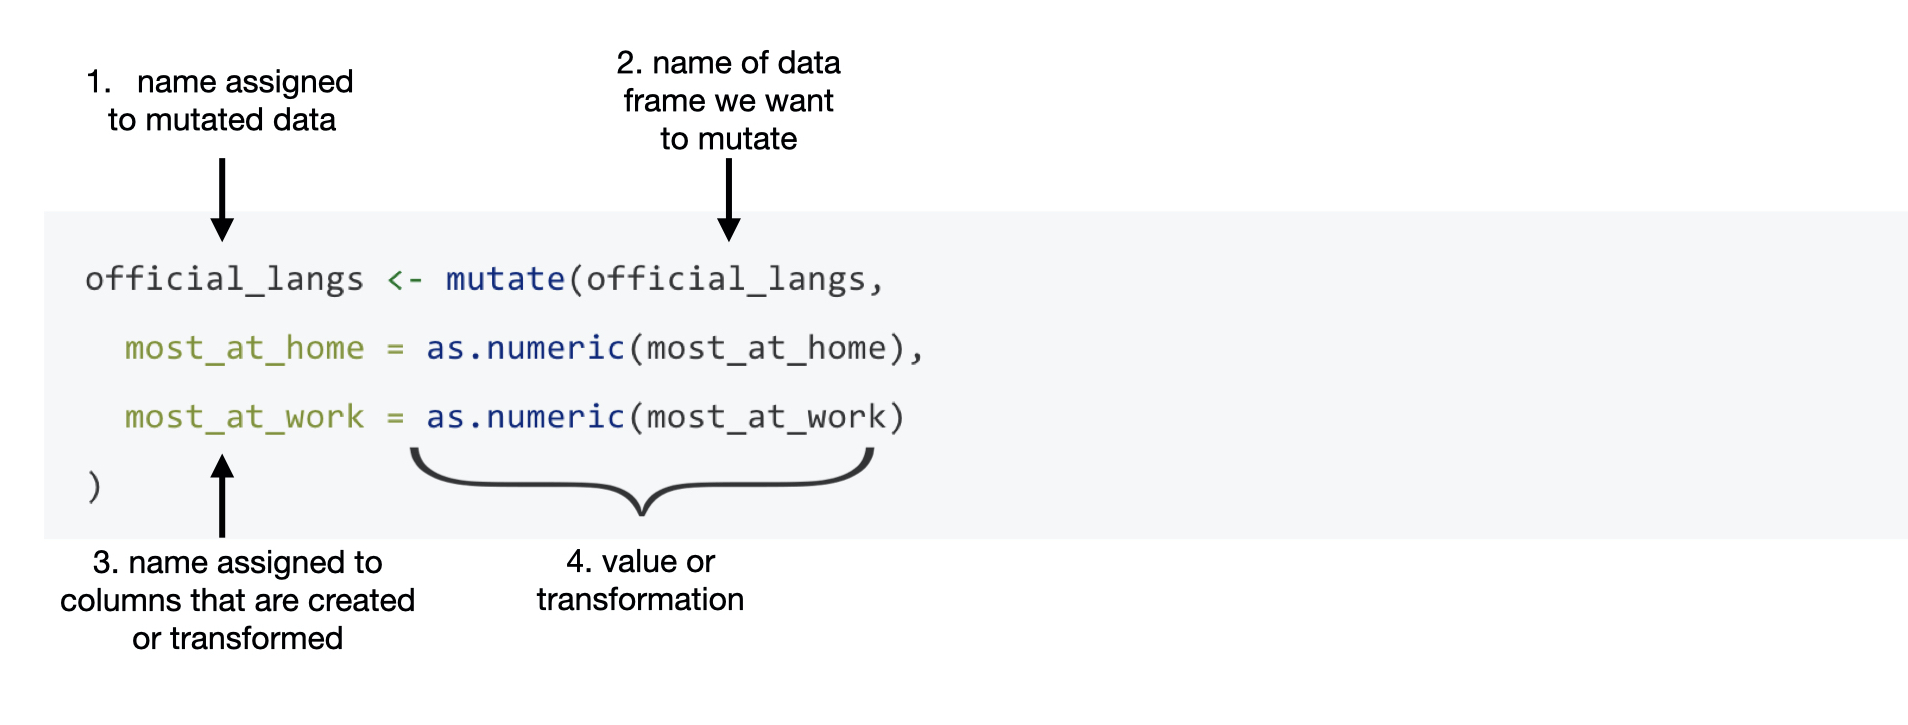 1. name assigned
to mutated data
2. name of data
frame we want
to mutate
official_langs <- mutate(official_langs,
most_at_home = as.numeric(most_at_home),
most_at_work = as.numeric(most_at_work)
)
3. name assigned to
columns that are created
or transformed
4. value or
transformation